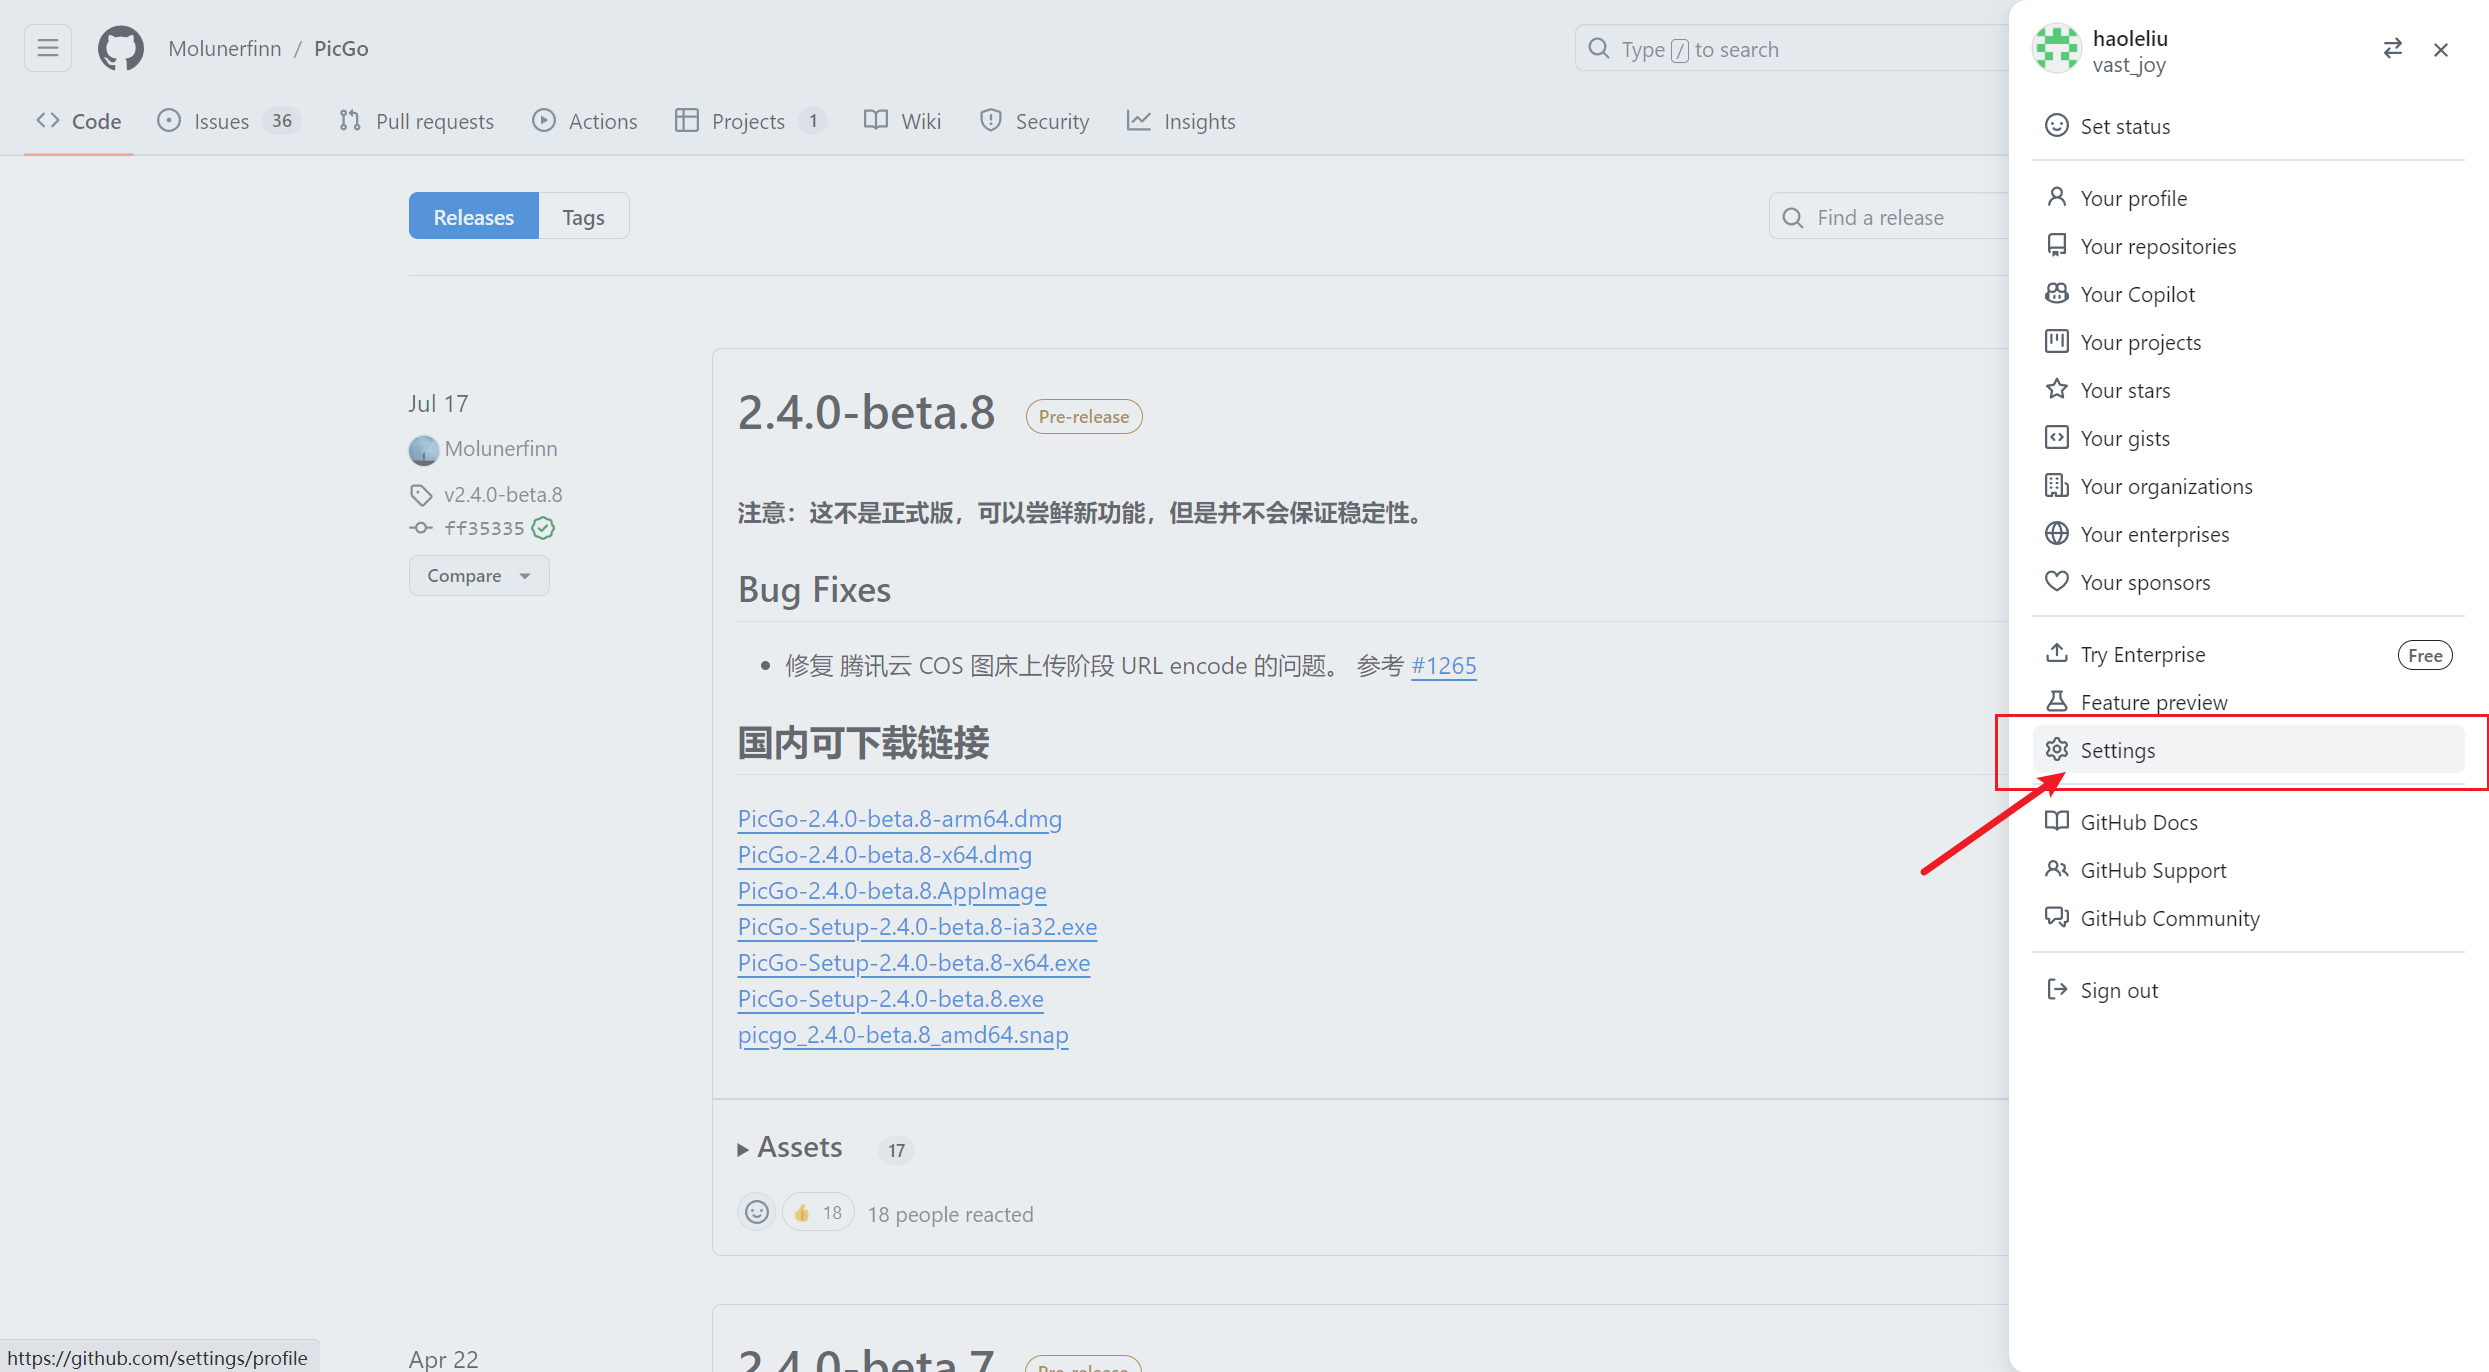 Molunerfinn / PicGo
Type / to search
Code
Issues 36
Pull requests
Actions
Projects 1
Wiki
Security
Insights
Releases
Tags
Find a release
Jul 17
Molunerfinn
v2.4.0-beta.8
ff35335
Compare
2.4.0-beta.8 Pre-release
注意：这不是正式版，可以尝鲜新功能，但是并不会保证稳定性。
Bug Fixes
修复 腾讯云 COS 图床上传阶段 URL encode 的问题。 参考 #1265
国内可下载链接
PicGo-2.4.0-beta.8-arm64.dmg
PicGo-2.4.0-beta.8-x64.dmg
PicGo-2.4.0-beta.8.AppImage
PicGo-Setup-2.4.0-beta.8-ia32.exe
PicGo-Setup-2.4.0-beta.8-x64.exe
PicGo-Setup-2.4.0-beta.8.exe
picgo_2.4.0-beta.8_amd64.snap
Assets 17
18 18 people reacted
Apr 22
2.4.0-beta.7 Pre-release
https://github.com/settings/profile
haoleliu
vast_joy
Set status
Your profile
Your repositories
Your Copilot
Your projects
Your stars
Your gists
Your organizations
Your enterprises
Your sponsors
Try Enterprise Free
Feature preview
Settings
GitHub Docs
GitHub Support
GitHub Community
Sign out